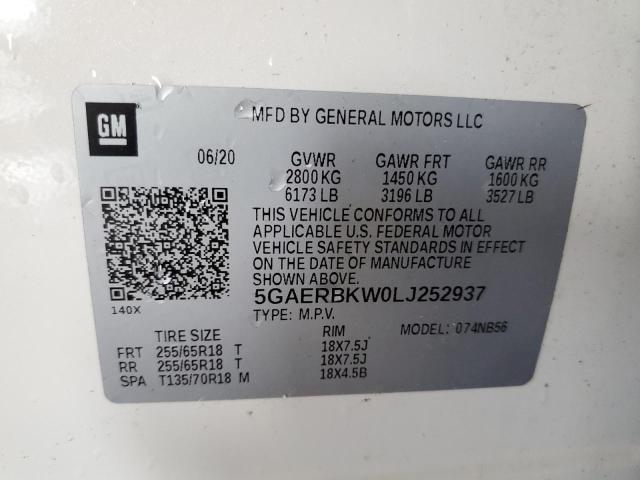 GM
MFD BY GENERAL MOTORS LLC
06/20 GVWR GAWR FRT GAWR RR
2800 KG 1450 KG 1600 KG
6173 LB 3196 LB 3527 LB
THIS VEHICLE CONFORMS TO ALL
APPLICABLE U.S. FEDERAL MOTOR
VEHICLE SAFETY STANDARDS IN EFFECT
ON THE DATE OF MANUFACTURE
SHOWN ABOVE.
5GAERBKW0LJ252937
140X
TYPE: M.P.V. MODEL: 074NB56
TIRE SIZE RIM
FRT 255/65R18 T 18X7.5J
RR 255/65R18 T 18X7.5J
SPA T135/70R18 M 18X4.5B